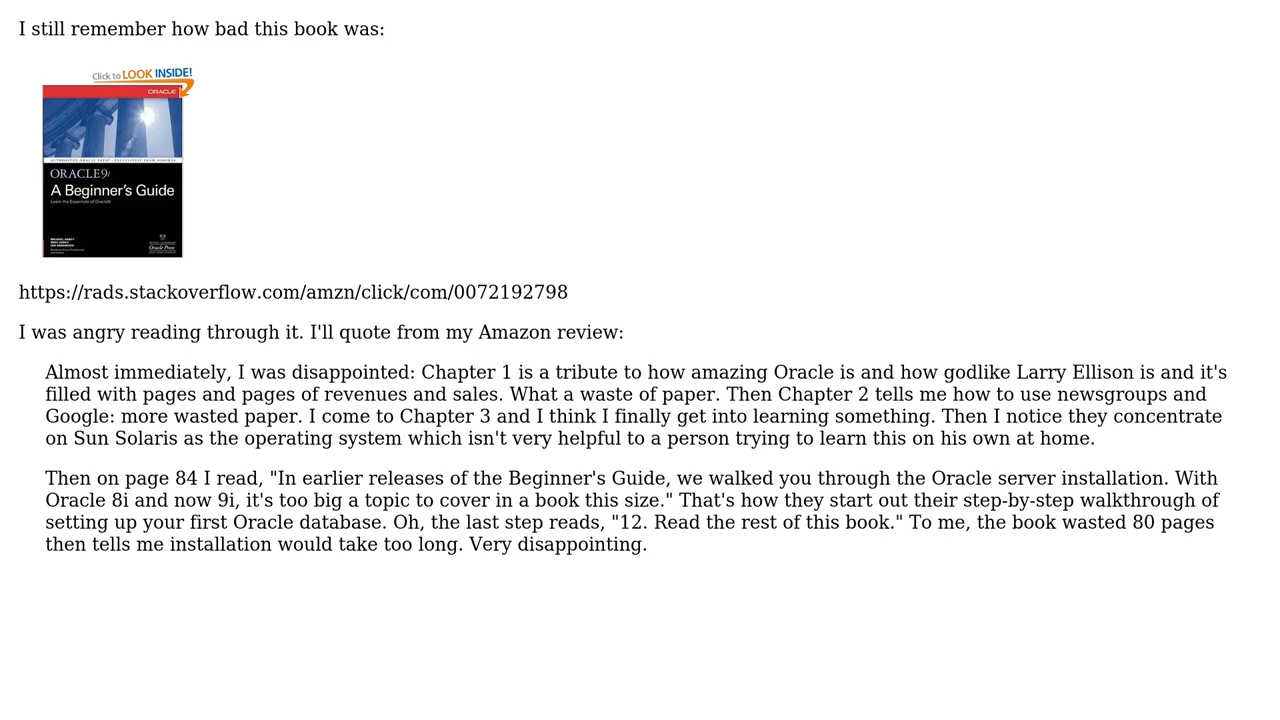 I still remember how bad this book was:
Click to LOOK INSIDE!
ORACLE
AUTHORIZED ORACLE PRESS - EXCLUSIVELY FROM OSBORNE
ORACLE9i
A Beginner's Guide
Learn the Essentials of Oracle9i
Oracle Press
https://rads.stackoverflow.com/amzn/click/com/0072192798
I was angry reading through it. I'll quote from my Amazon review:
Almost immediately, I was disappointed: Chapter 1 is a tribute to how amazing Oracle is and how godlike Larry Ellison is and it's
filled with pages and pages of revenues and sales. What a waste of paper. Then Chapter 2 tells me how to use newsgroups and
Google: more wasted paper. I come to Chapter 3 and I think I finally get into learning something. Then I notice they concentrate
on Sun Solaris as the operating system which isn't very helpful to a person trying to learn this on his own at home.
Then on page 84 I read, "In earlier releases of the Beginner's Guide, we walked you through the Oracle server installation. With
Oracle 8i and now 9i, it's too big a topic to cover in a book this size." That's how they start out their step-by-step walkthrough of
setting up your first Oracle database. Oh, the last step reads, "12. Read the rest of this book." To me, the book wasted 80 pages
then tells me installation would take too long. Very disappointing.